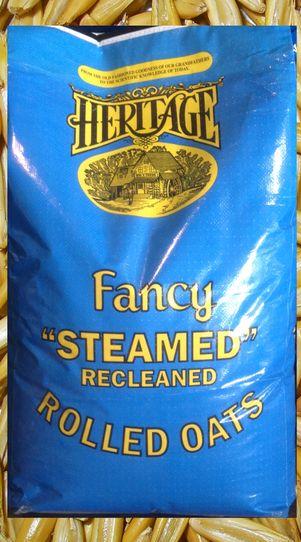 FROM THE OLD FASHIONED GOODNESS OF OUR GRANDFATHERS
TO THE SCIENTIFIC KNOWLEDGE OF TODAY.
HERITAGE
Fancy
"STEAMED"
RECLEANED
ROLLED OATS